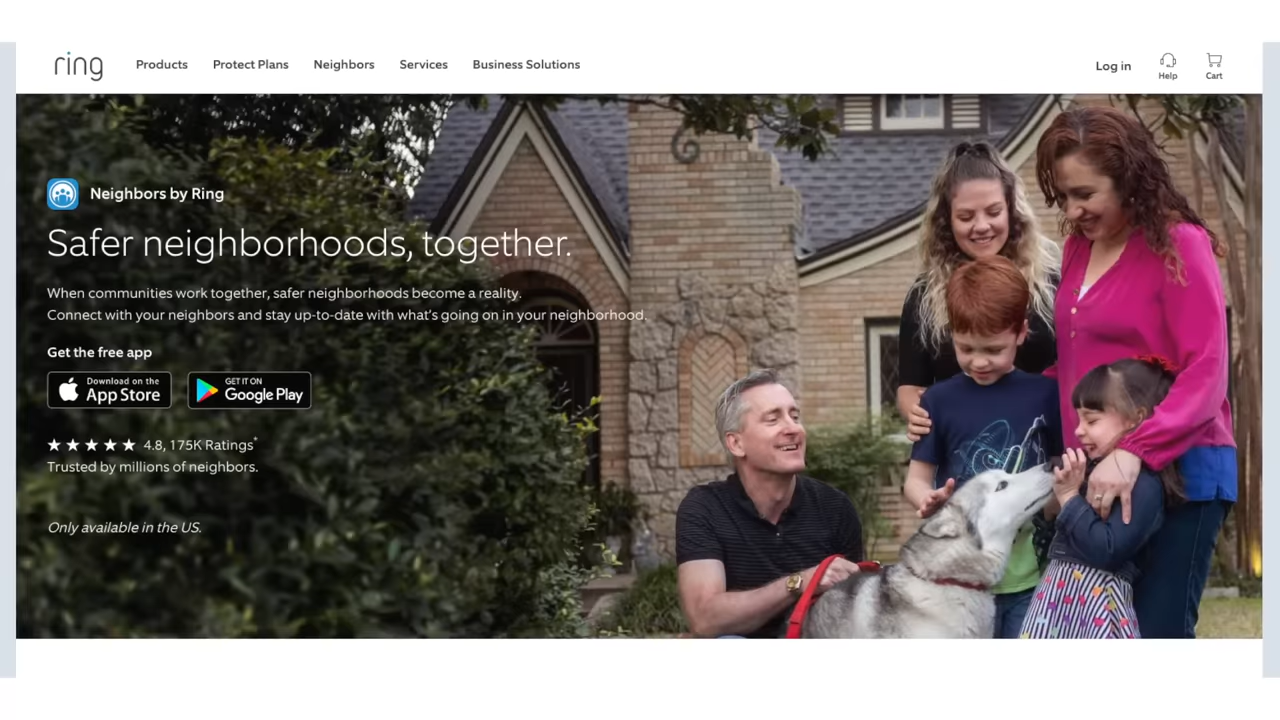 ring
Products
Protect Plans
Neighbors
Services
Business Solutions
Log in
Help
Cart
Neighbors by Ring
Safer neighborhoods, together.
When communities work together, safer neighborhoods become a reality.
Connect with your neighbors and stay up-to-date with what's going on in your neighborhood.
Get the free app
Download on the
App Store
GET IT ON
Google Play
4.8, 175K Ratings*
Trusted by millions of neighbors.
Only available in the US.